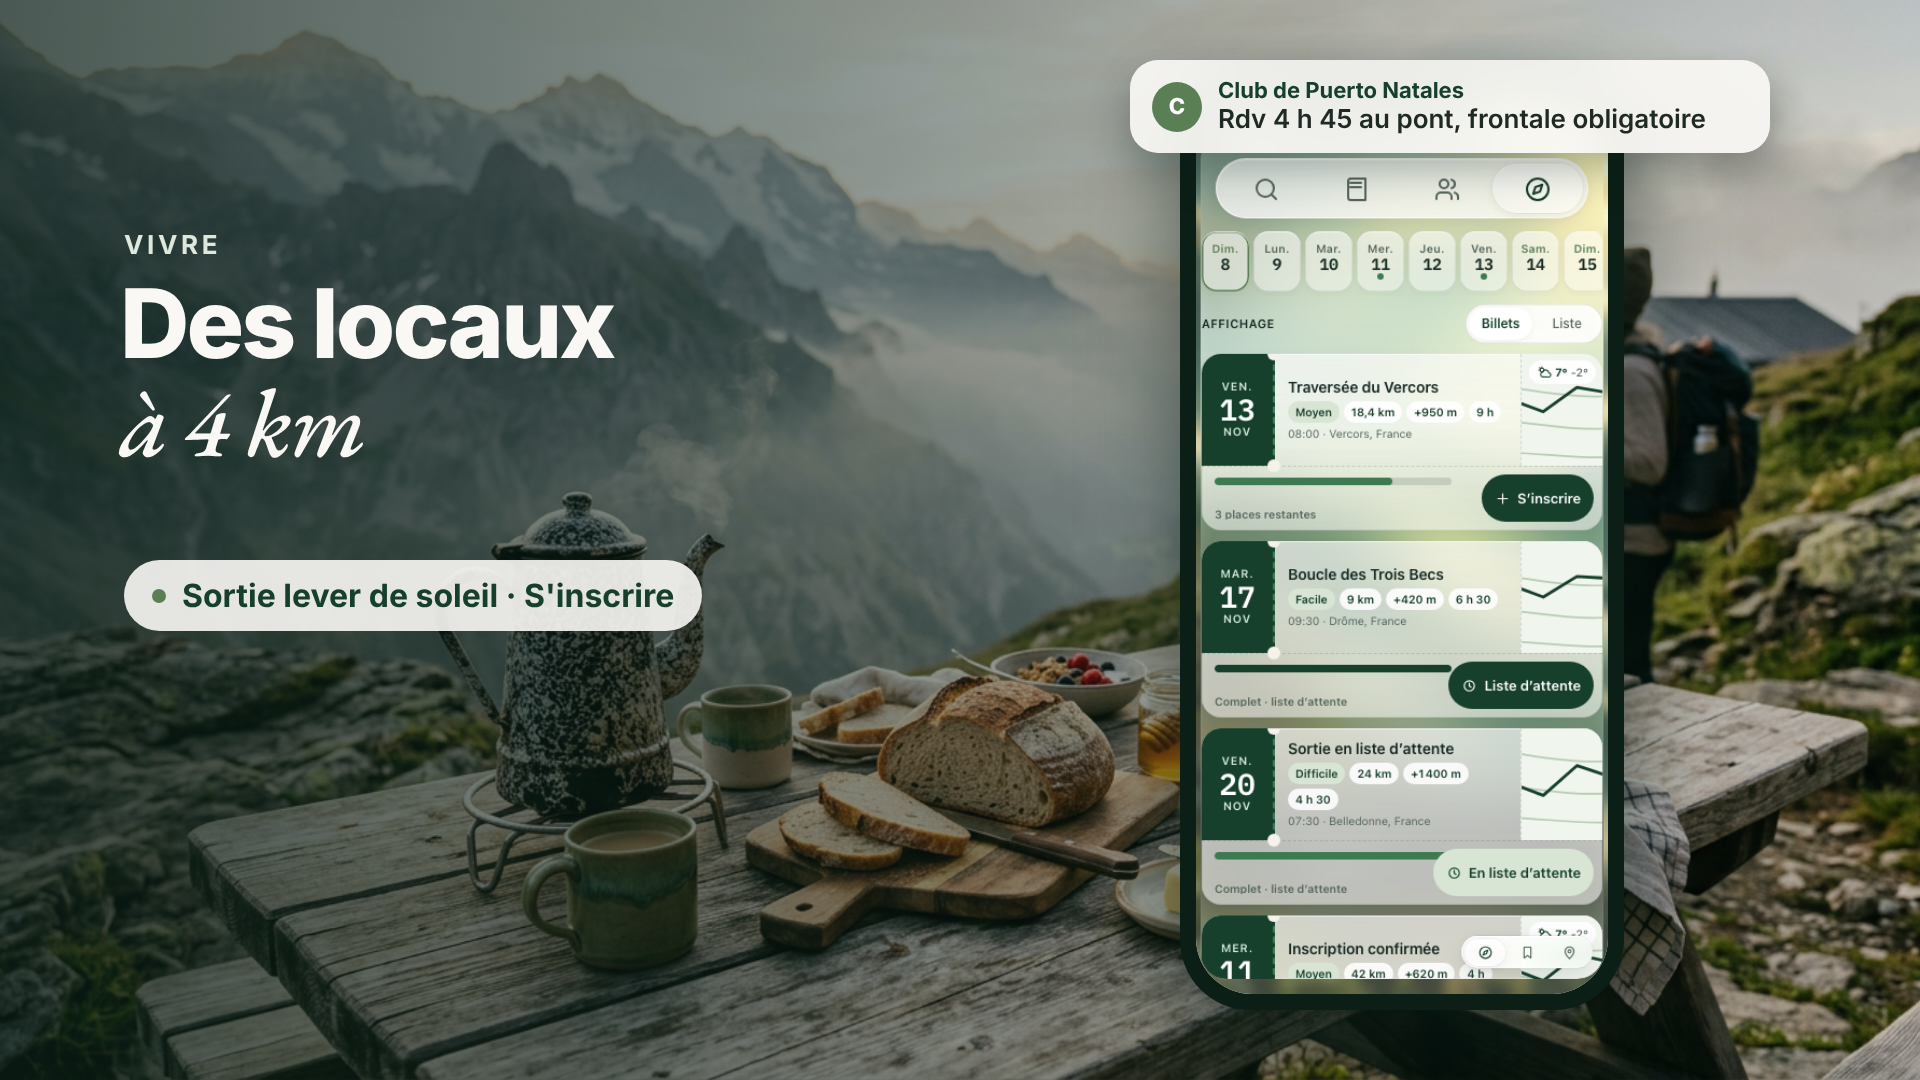 VIVRE
Des locaux
à 4 km
Sortie lever de soleil · S'inscrire
C
Club de Puerto Natales
Rdv 4 h 45 au pont, frontale obligatoire
Dim. Lun. Mar. Mer. Jeu. Ven. Sam. Dim.
8 9 10 11 12 13 14 15
AFFICHAGE
Billets Liste
VEN.
13
NOV
Traversée du Vercors
Moyen 18,4 km +950 m 9 h
08:00 · Vercors, France
7° -2°
3 places restantes
+ S’inscrire
MAR.
17
NOV
Boucle des Trois Becs
Facile 9 km +420 m 6 h 30
09:30 · Drôme, France
Complet · liste d’attente
Liste d’attente
VEN.
20
NOV
Sortie en liste d’attente
Difficile 24 km +1400 m
4 h 30
07:30 · Belledonne, France
Complet · liste d’attente
En liste d’attente
MER.
11
Inscription confirmée
Moyen 42 km +620 m 4 h
7° -2°